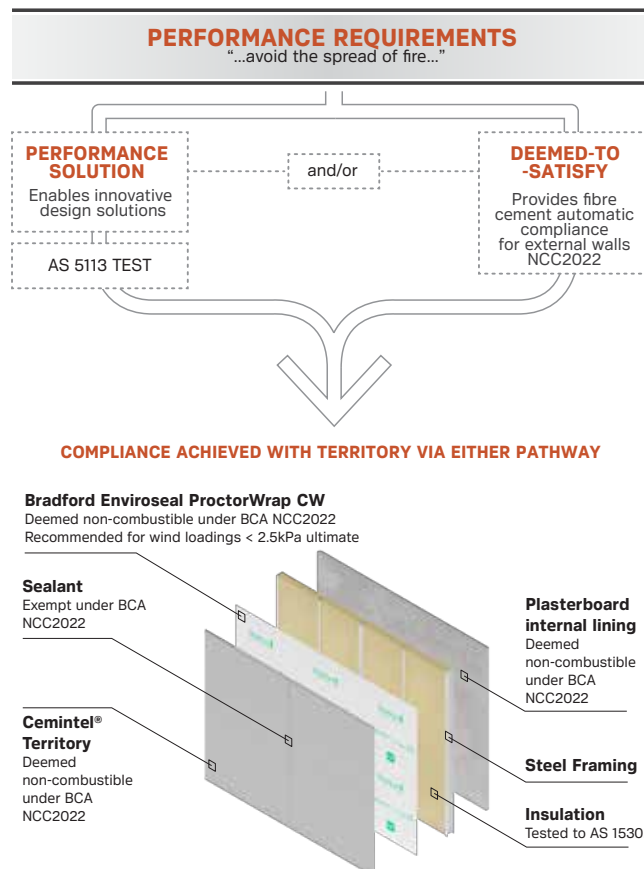 PERFORMANCE REQUIREMENTS
“...avoid the spread of fire...”
PERFORMANCE
SOLUTION
Enables innovative
design solutions
AS 5113 TEST
and/or
DEEMED-TO
-SATISFY
Provides fibre
cement automatic
compliance
for external walls
NCC2022
COMPLIANCE ACHIEVED WITH TERRITORY VIA EITHER PATHWAY
Bradford Enviroseal ProctorWrap CW
Deemed non-combustible under BCA NCC2022
Recommended for wind loadings < 2.5kPa ultimate
Sealant
Exempt under BCA
NCC2022
Cemintel®
Territory
Deemed
non-combustible
under BCA
NCC2022
Plasterboard
internal lining
Deemed
non-combustible
under BCA
NCC2022
Steel Framing
Insulation
Tested to AS 1530